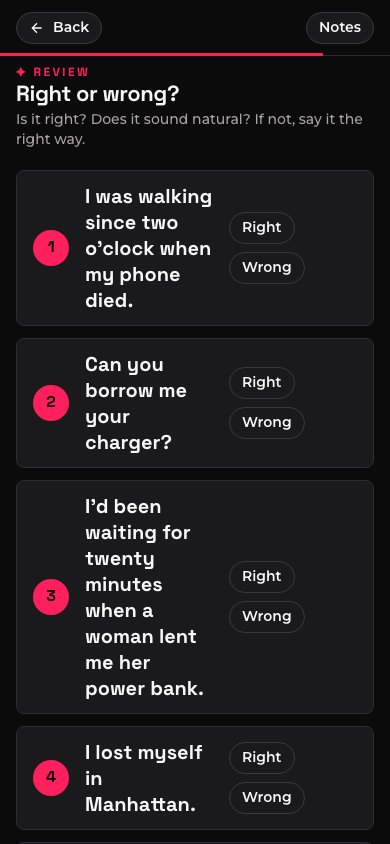 ← Back
Notes
✦ REVIEW
Right or wrong?
Is it right? Does it sound natural? If not, say it the
right way.
1
I was walking
since two
o'clock when
my phone
died.
Right
Wrong
2
Can you
borrow me
your
charger?
Right
Wrong
3
I'd been
waiting for
twenty
minutes
when a
woman lent
me her
power bank.
Right
Wrong
4
I lost myself
in
Manhattan.
Right
Wrong